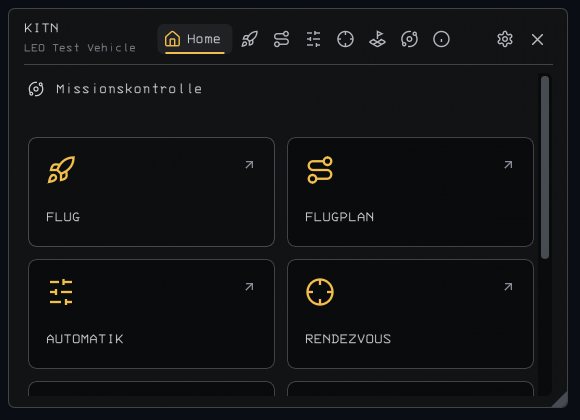 KITN
LEO Test Vehicle
Home
Missionskontrolle
FLUG
FLUGPLAN
AUTOMATIK
RENDEZVOUS